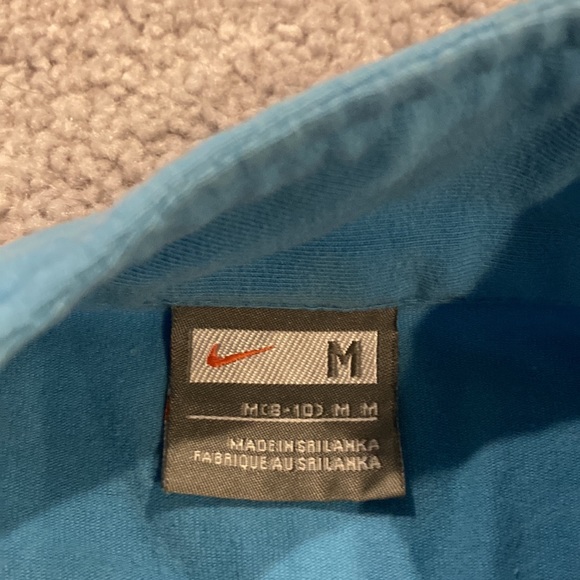 M
M(8-10) M M
MADE IN SRI LANKA
FABRIQUE AU SRI LANKA